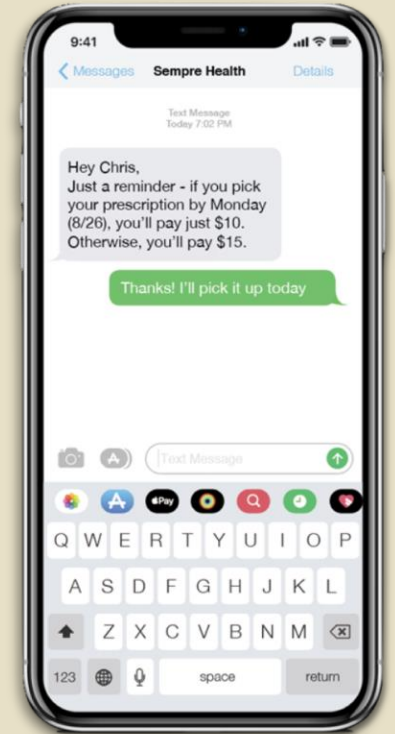 9:41
Messages Sempre Health Details
Text Message
Today 7:02 PM
Hey Chris,
Just a reminder - if you pick
your prescription by Monday
(8/26), you'll pay just $10.
Otherwise, you'll pay $15.
Thanks! I'll pick it up today
Text Message
Pay
Q W E R T Y U I O P
A S D F G H J K L
Z X C V B N M
123 space return